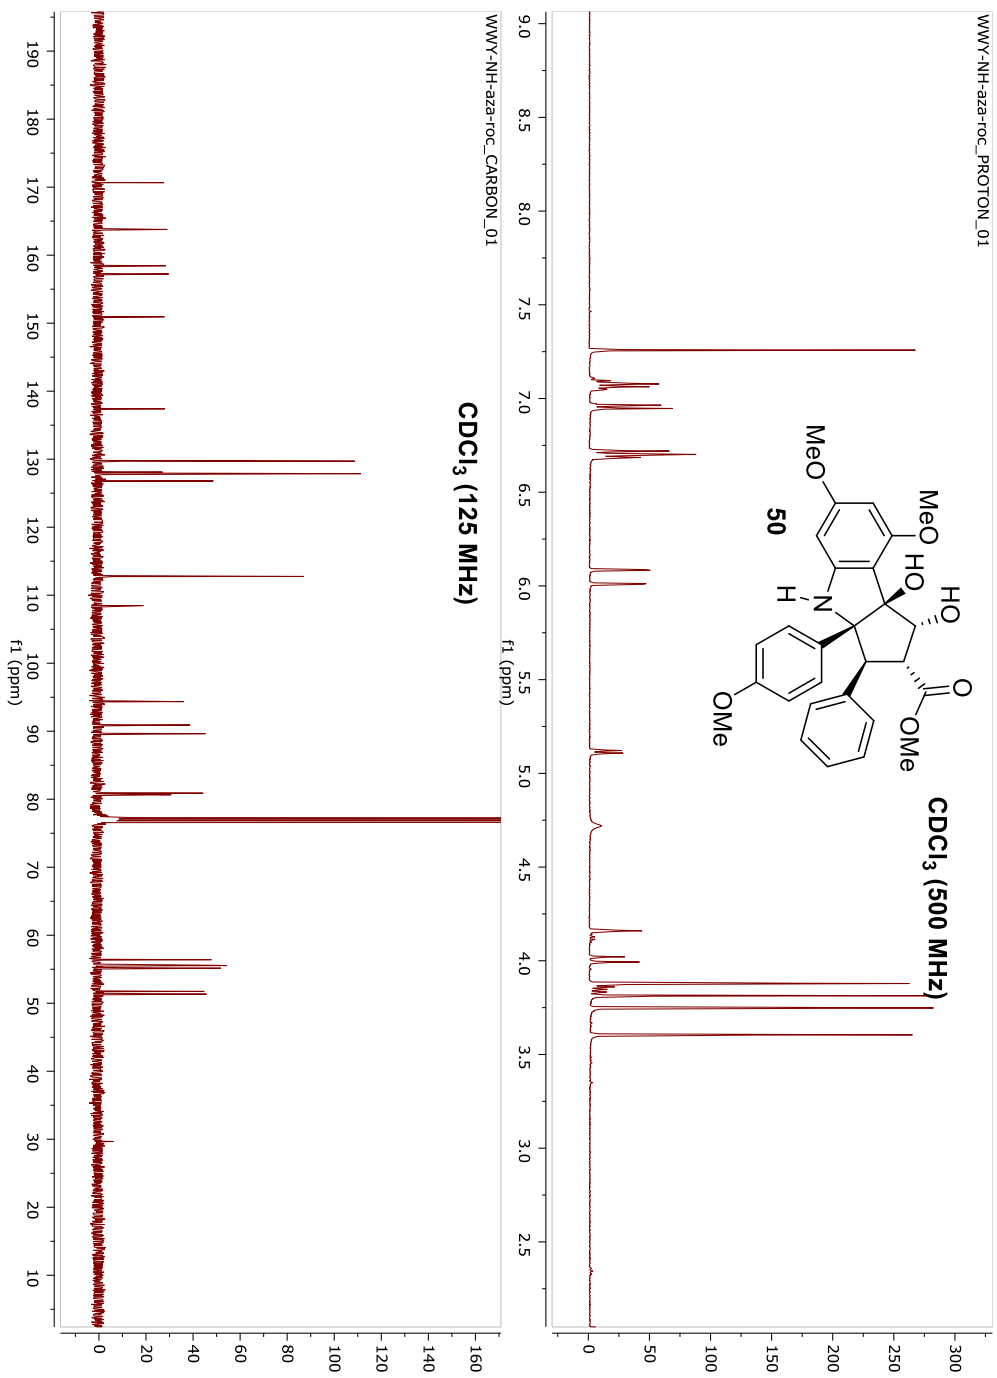 WWY-NH-aza-roc_PROTON_01
CDCl3 (500 MHz)
MeO
MeO
HO
HO
O
OMe
N
H
OMe
50
300
250
200
150
100
50
0
9.0 8.5 8.0 7.5 7.0 6.5 6.0 5.5 5.0 4.5 4.0 3.5 3.0 2.5
f1 (ppm)
WWY-NH-aza-roc_CARBON_01
CDCl3 (125 MHz)
160
140
120
100
80
60
40
20
0
190 180 170 160 150 140 130 120 110 100 90 80 70 60 50 40 30 20 10
f1 (ppm)